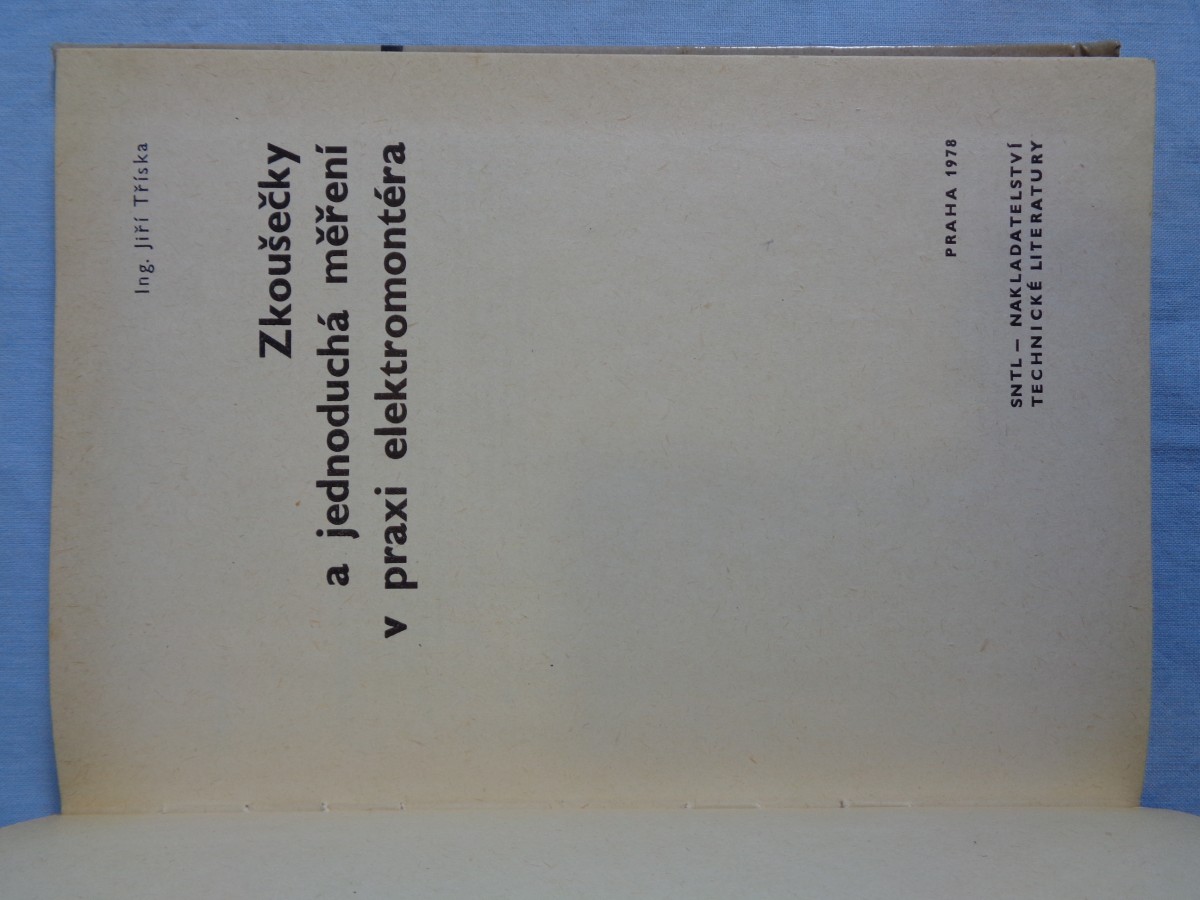 Ing. Jiří Tříska
Zkoušečky
a jednoduchá měření
v praxi elektromontéra
PRAHA 1978
SNTL — NAKLADATELSTVÍ
TECHNICKÉ LITERATURY